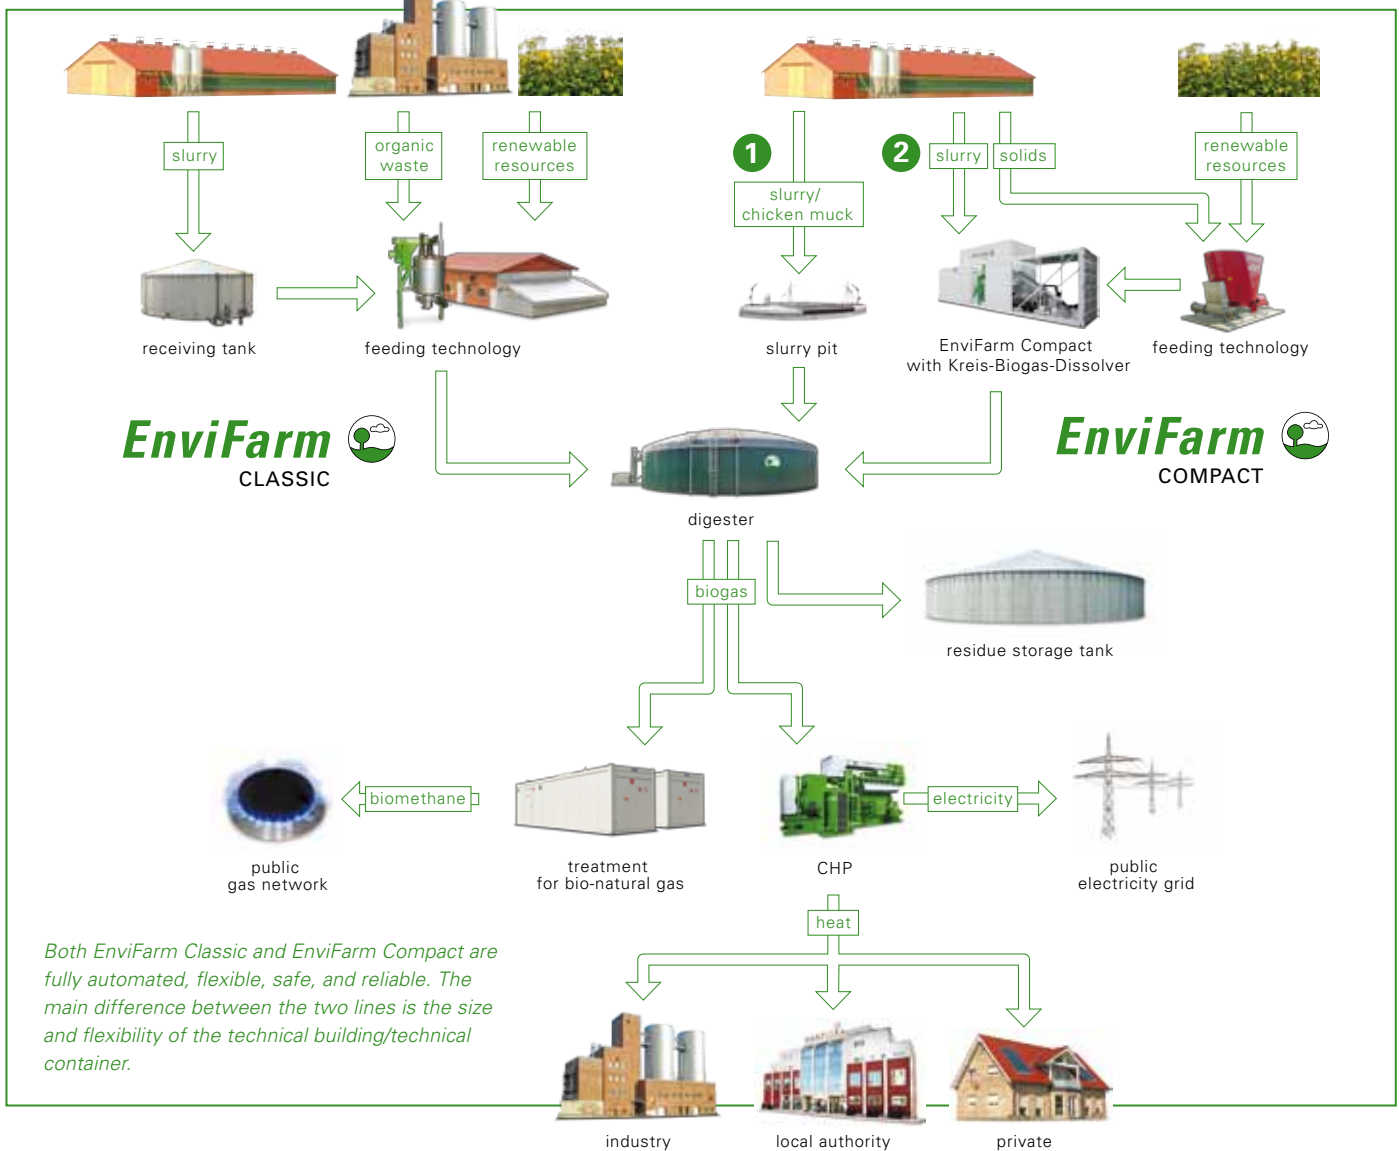 slurry
organic
waste
renewable
resources
1
slurry/
chicken muck
2
slurry
solids
renewable
resources
receiving tank
feeding technology
slurry pit
EnviFarm Compact
with Kreis-Biogas-Dissolver
feeding technology
EnviFarm
CLASSIC
EnviFarm
COMPACT
digester
biogas
residue storage tank
biomethane
electricity
public
gas network
treatment
for bio-natural gas
CHP
public
electricity grid
heat
Both EnviFarm Classic and EnviFarm Compact are
fully automated, flexible, safe, and reliable. The
main difference between the two lines is the size
and flexibility of the technical building/technical
container.
industry
local authority
private